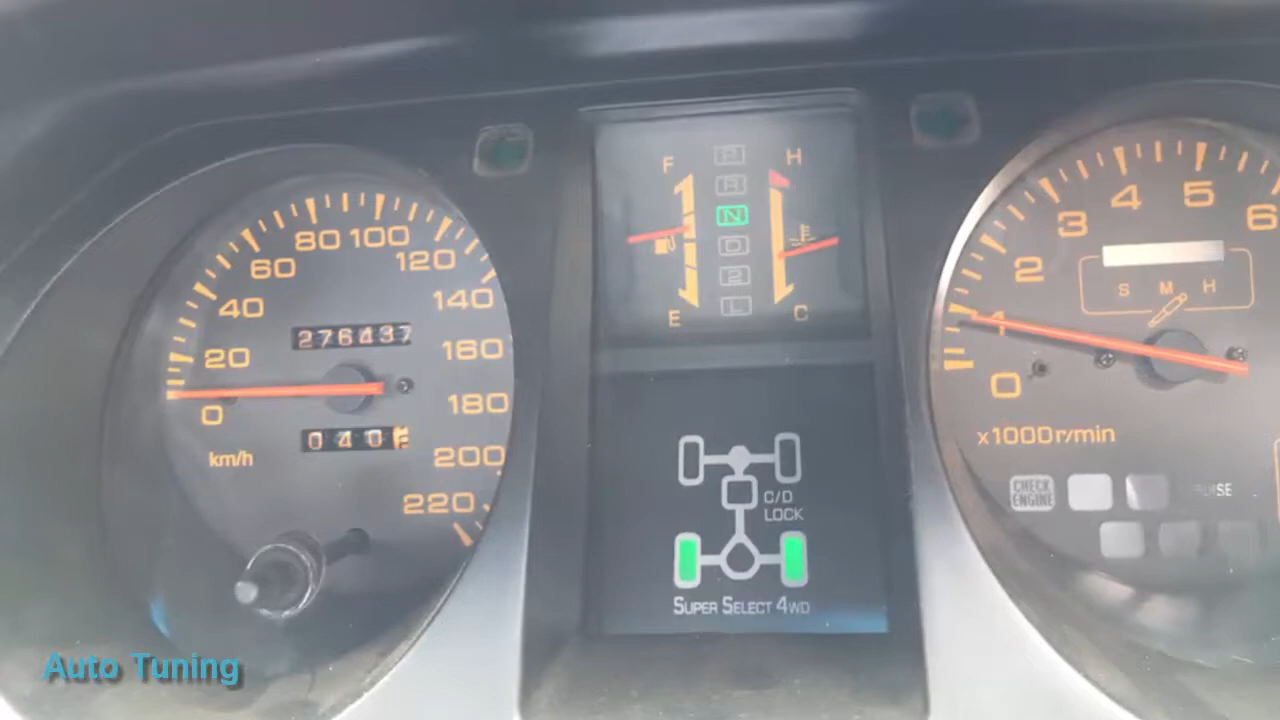 80 100
60
120
40
140
20
276437
160
0
180
040
km/h
200
220
F
H
P
R
N
D
2
L
E
C
C/D
LOCK
SUPER SELECT 4WD
4
5
3
6
2
S M H
1
0
x1000r/min
CHECK
ENGINE
Auto Tuning